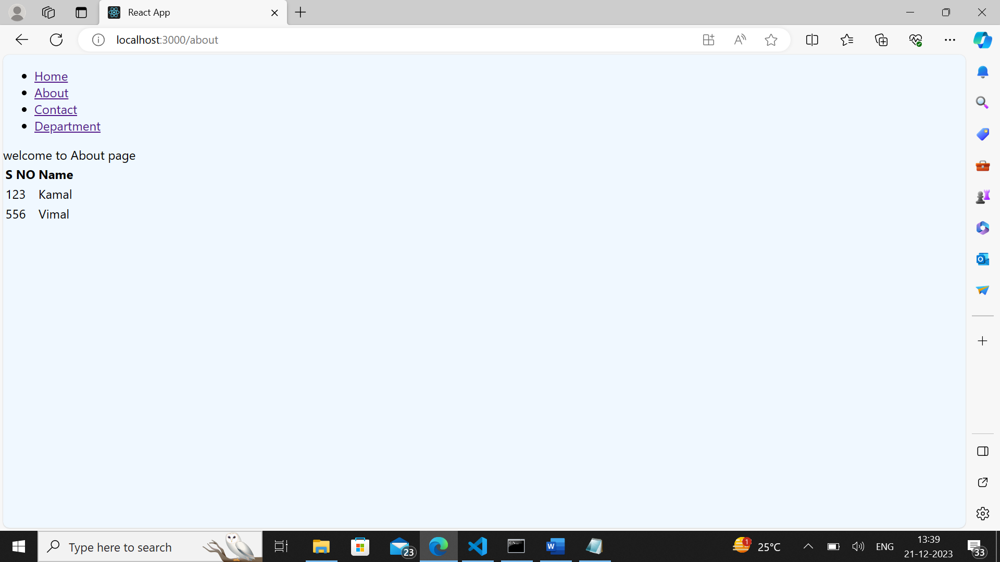 React App
localhost:3000/about
Home
About
Contact
Department
welcome to About page
S NO Name
123 Kamal
556 Vimal
Type here to search
23
1
25°C
ENG
13:39
21-12-2023
33